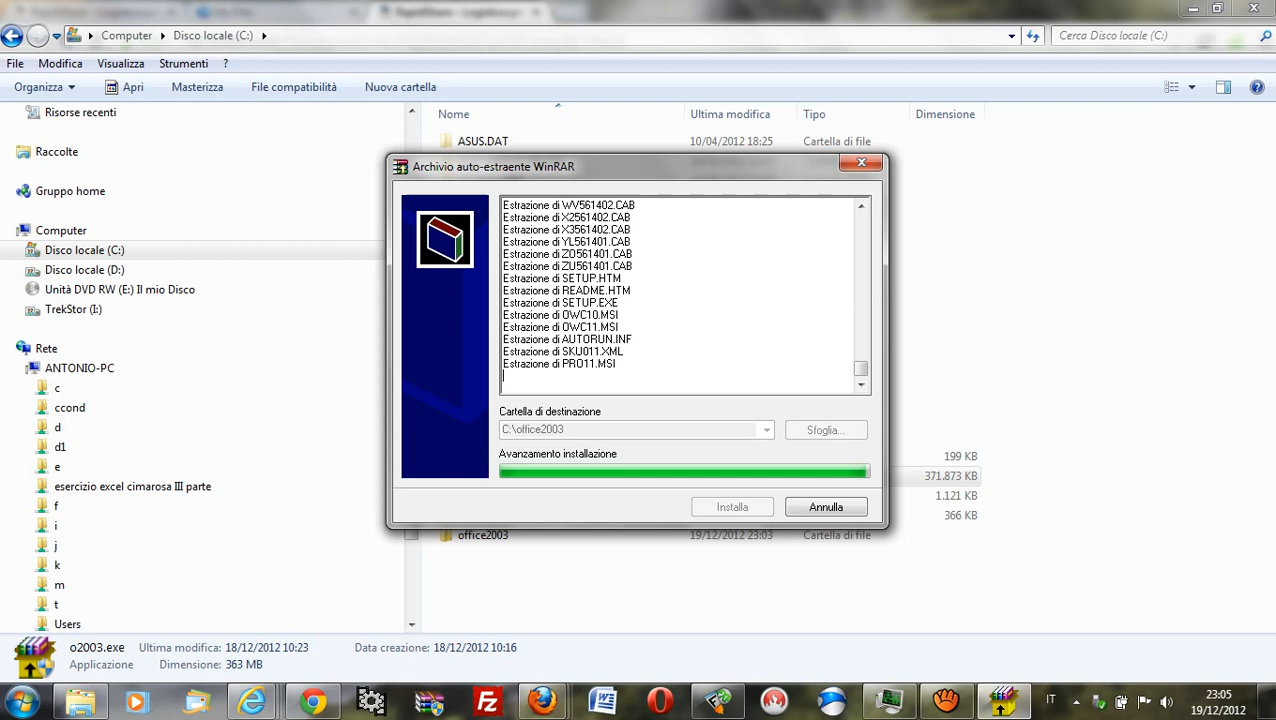 Computer
Disco locale (C:)
Cerca Disco locale (C:)
File
Modifica
Visualizza
Strumenti
?
Organizza
Apri
Masterizza
File compatibilità
Nuova cartella
Risorse recenti
Raccolte
Gruppo home
Computer
Disco locale (C:)
Disco locale (D:)
Unità DVD RW (E:) Il mio Disco
TrekStor (I:)
Rete
ANTONIO-PC
c
ccond
d
d1
e
esercizio excel cimarosa III parte
f
i
j
k
m
t
Users
Nome
Ultima modifica
Tipo
Dimensione
ASUS.DAT
10/04/2012 18:25
Cartella di file
199 KB
371.873 KB
1.121 KB
366 KB
office2003
19/12/2012 23:03
Cartella di file
Archivio auto-estraente WinRAR
Estrazione di WV561402.CAB
Estrazione di X2561402.CAB
Estrazione di X3561402.CAB
Estrazione di YL561401.CAB
Estrazione di ZO561401.CAB
Estrazione di ZU561401.CAB
Estrazione di SETUP.HTM
Estrazione di README.HTM
Estrazione di SETUP.EXE
Estrazione di OWC10.MSI
Estrazione di OWC11.MSI
Estrazione di AUTORUN.INF
Estrazione di SKU011.XML
Estrazione di PRO11.MSI
Cartella di destinazione
C:\office2003
Sfoglia...
Avanzamento installazione
Installa
Annulla
o2003.exe
Ultima modifica: 18/12/2012 10:23
Data creazione: 18/12/2012 10:16
Applicazione
Dimensione: 363 MB
IT
23:05
19/12/2012